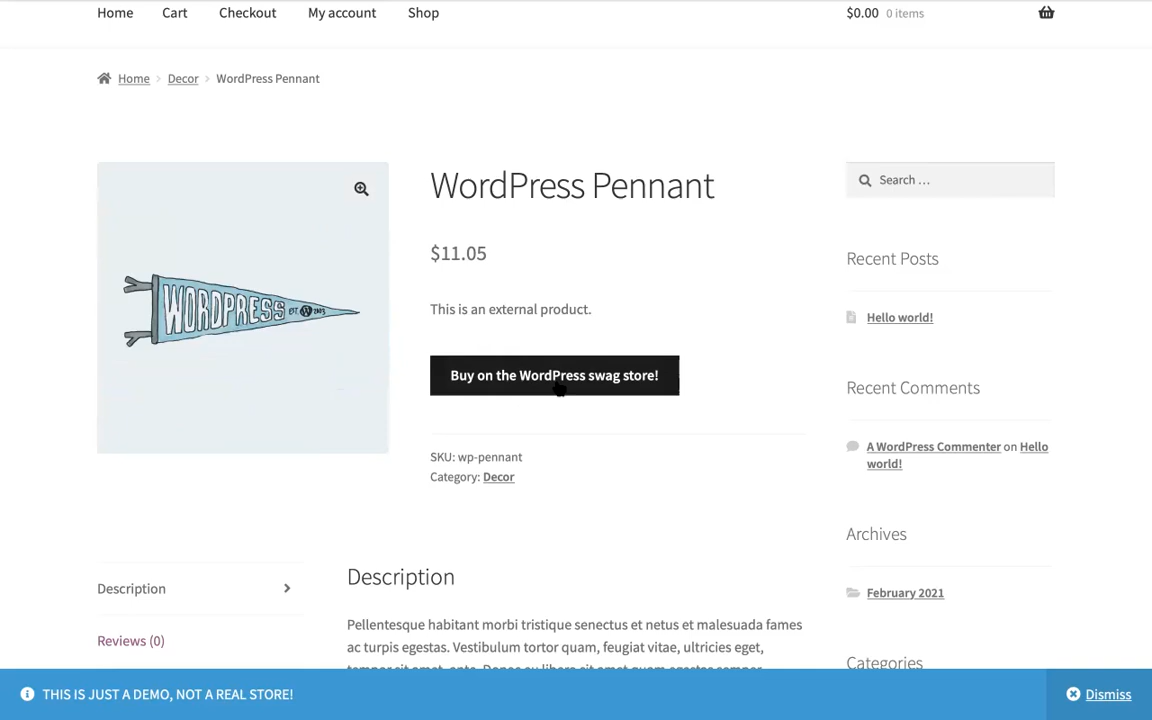 Home Cart Checkout My account Shop $0.00 0 items
Home > Decor > WordPress Pennant
WORDPRESS EST. 2003
WordPress Pennant
$11.05
This is an external product.
Buy on the WordPress swag store!
SKU: wp-pennant
Category: Decor
Search …
Recent Posts
Hello world!
Recent Comments
A WordPress Commenter on Hello
world!
Archives
February 2021
Categories
Description
Reviews (0)
Description
Pellentesque habitant morbi tristique senectus et netus et malesuada fames
ac turpis egestas. Vestibulum tortor quam, feugiat vitae, ultricies eget,
THIS IS JUST A DEMO, NOT A REAL STORE!
Dismiss